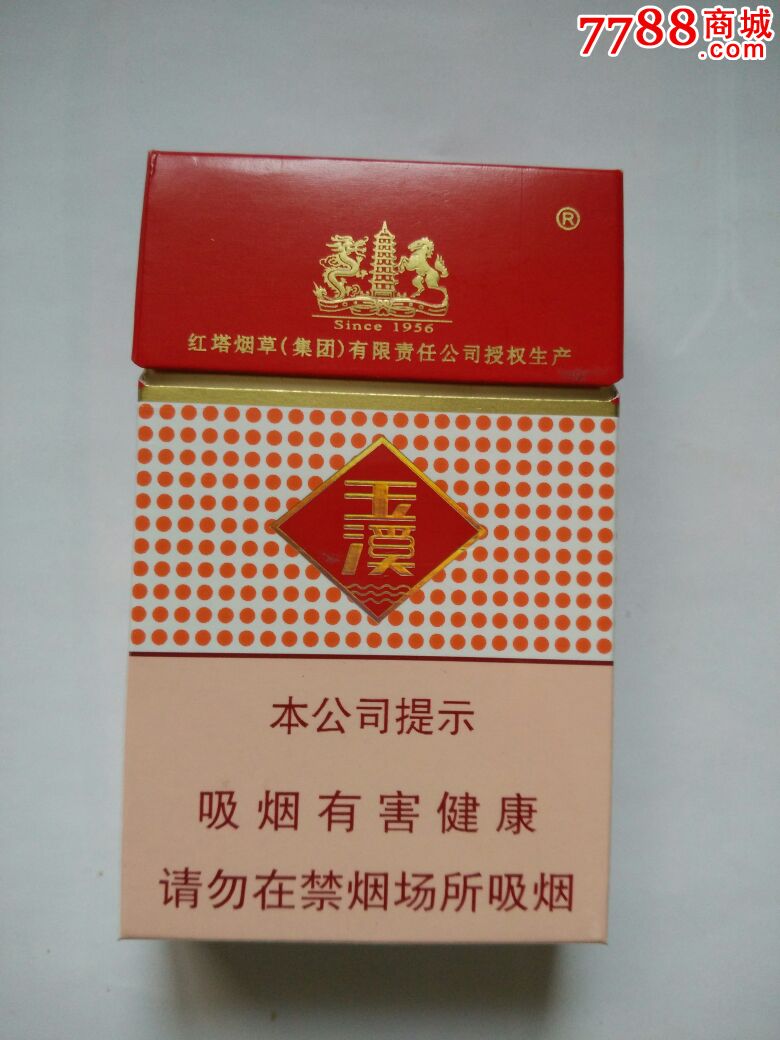 7788商城
.com
®
Since 1956
红塔烟草(集团)有限责任公司授权生产
玉
溪
本公司提示
吸烟有害健康
请勿在禁烟场所吸烟